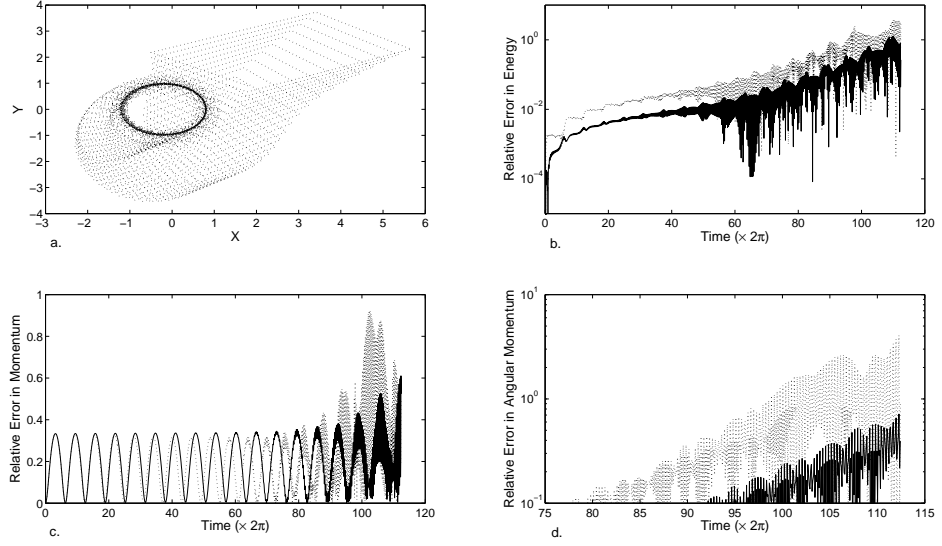 4
3
2
1
0
−1
−2
−3
−4
Y
−3 −2 −1 0 1 2 3 4 5 6
X
a.
10^0
10^−2
10^−4
Relative Error in Energy
0 20 40 60 80 100 120
Time (× 2π)
b.
1
0.8
0.6
0.4
0.2
0
Relative Error in Momentum
0 20 40 60 80 100 120
Time (× 2π)
c.
10^1
10^0
10^−1
Relative Error in Angular Momentum
75 80 85 90 95 100 105 110 115
Time (× 2π)
d.